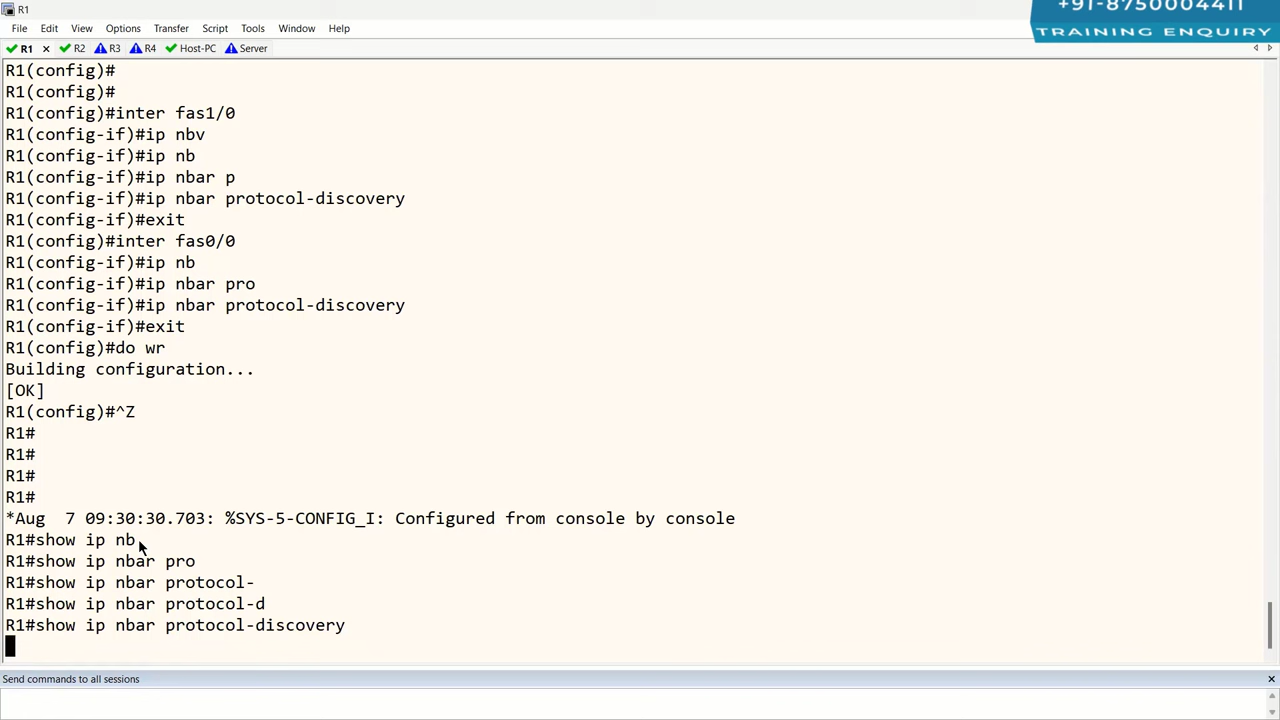 R1
+91-8750004411
TRAINING ENQUIRY
File Edit View Options Transfer Script Tools Window Help
R1 × R2 R3 R4 Host-PC Server
R1(config)#
R1(config)#
R1(config)#inter fas1/0
R1(config-if)#ip nbv
R1(config-if)#ip nb
R1(config-if)#ip nbar p
R1(config-if)#ip nbar protocol-discovery
R1(config-if)#exit
R1(config)#inter fas0/0
R1(config-if)#ip nb
R1(config-if)#ip nbar pro
R1(config-if)#ip nbar protocol-discovery
R1(config-if)#exit
R1(config)#do wr
Building configuration...
[OK]
R1(config)#^Z
R1#
R1#
R1#
R1#
*Aug  7 09:30:30.703: %SYS-5-CONFIG_I: Configured from console by console
R1#show ip nb
R1#show ip nbar pro
R1#show ip nbar protocol-
R1#show ip nbar protocol-d
R1#show ip nbar protocol-discovery
Send commands to all sessions